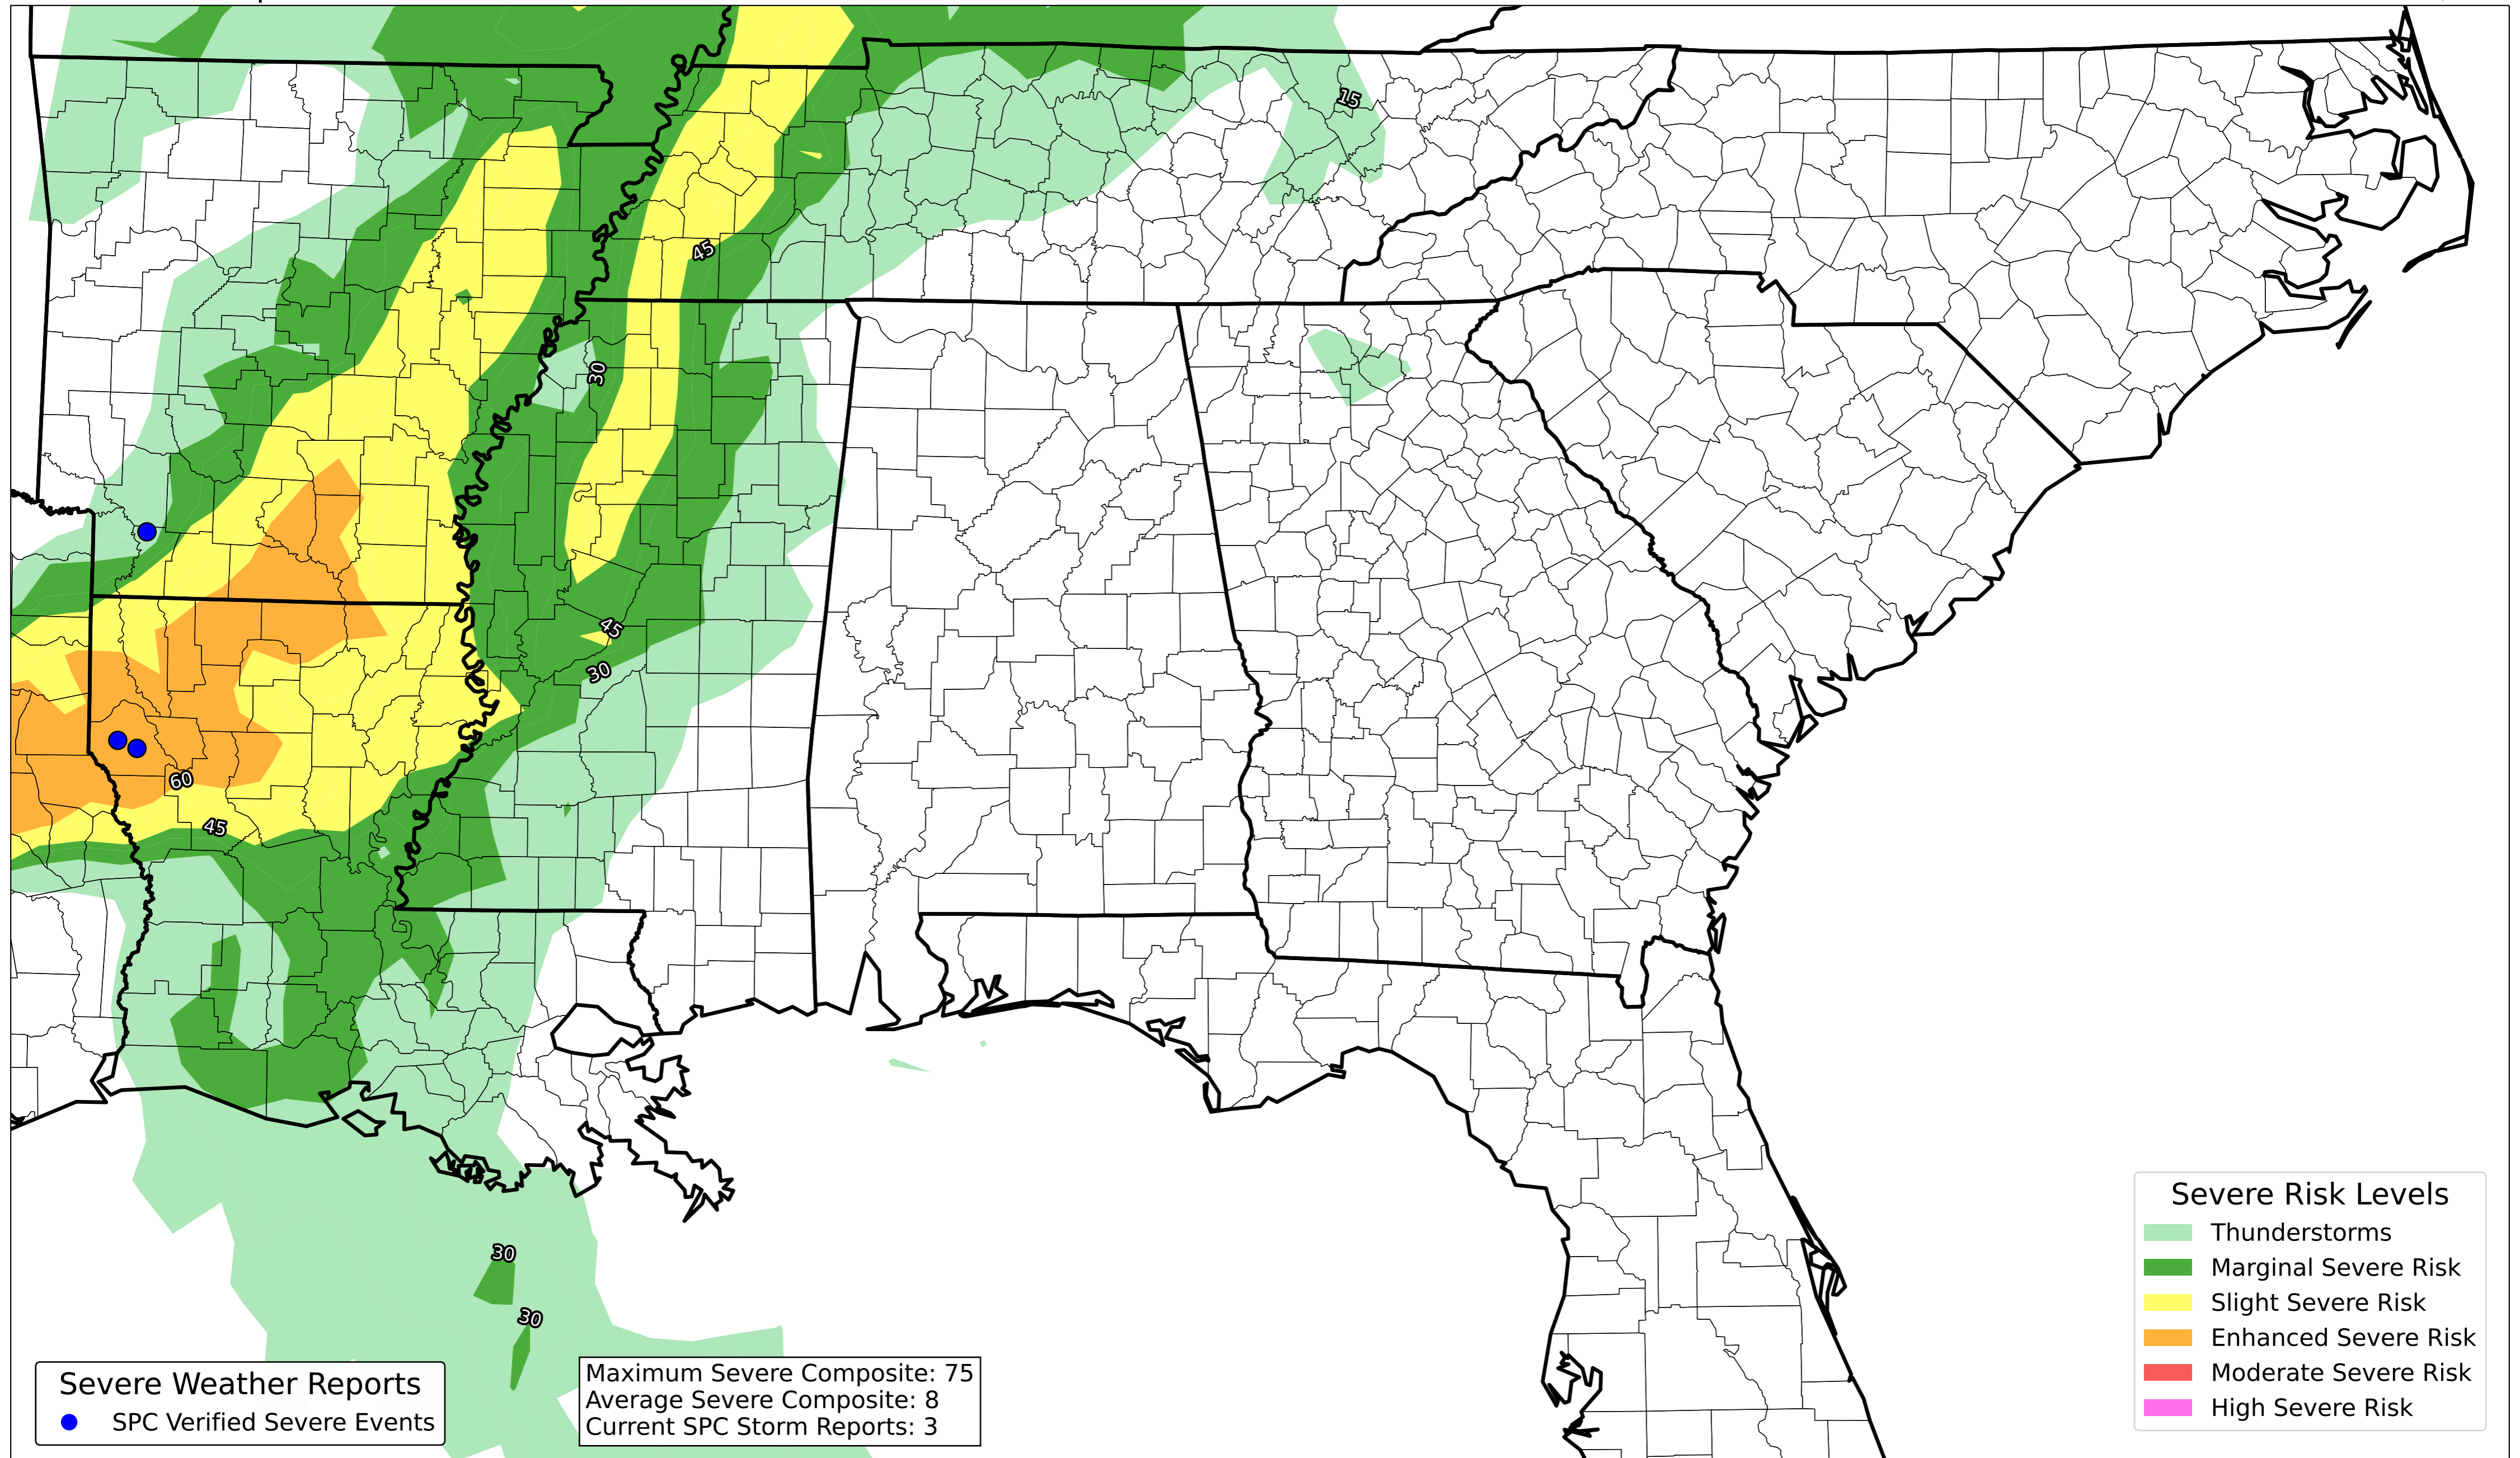 15
45
30
45
30
60
45
30
30
Severe Risk Levels
Thunderstorms
Marginal Severe Risk
Slight Severe Risk
Enhanced Severe Risk
Moderate Severe Risk
High Severe Risk
Severe Weather Reports
SPC Verified Severe Events
Maximum Severe Composite: 75
Average Severe Composite: 8
Current SPC Storm Reports: 3